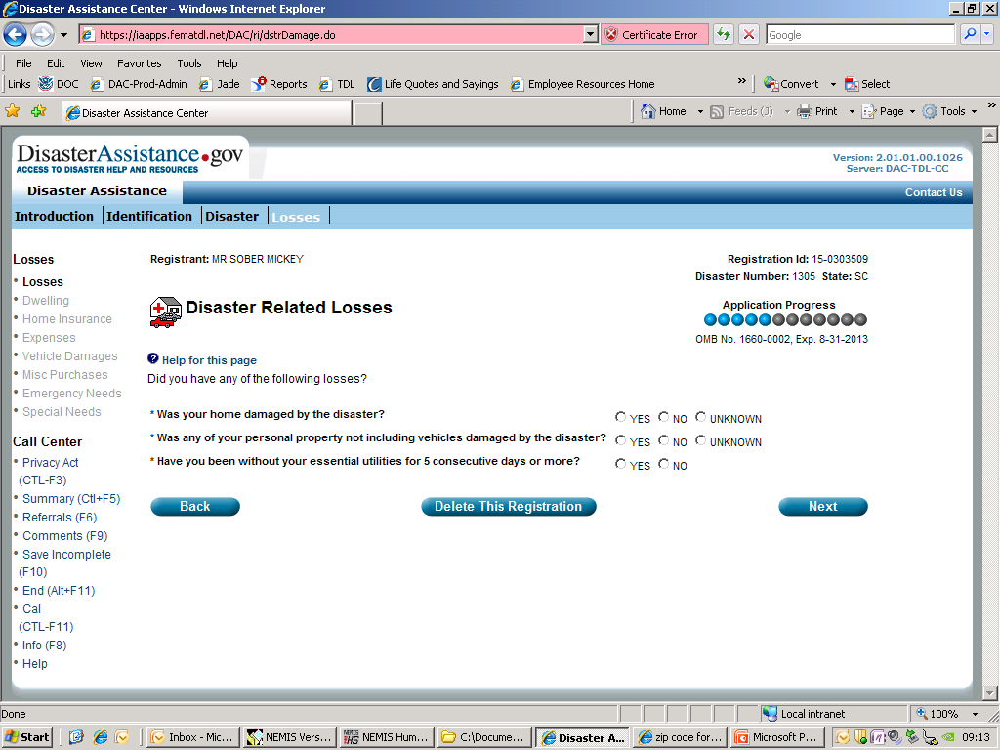 Disaster Assistance Center - Windows Internet Explorer
https://iaapps.fematdl.net/DAC/ri/dstrDamage.do
Certificate Error
Google
File Edit View Favorites Tools Help
Links DOC DAC-Prod-Admin Jade Reports TDL Life Quotes and Sayings Employee Resources Home » Convert Select
Disaster Assistance Center
Home Feeds (J) Print Page Tools »
DisasterAssistance.gov
ACCESS TO DISASTER HELP AND RESOURCES
Version: 2.01.01.00.1026
Server: DAC-TDL-CC
Disaster Assistance
Contact Us
Introduction Identification Disaster Losses
Losses
• Losses
• Dwelling
• Home Insurance
• Expenses
• Vehicle Damages
• Misc Purchases
• Emergency Needs
• Special Needs
Call Center
• Privacy Act
(CTL-F3)
• Summary (Ctl+F5)
• Referrals (F6)
• Comments (F9)
• Save Incomplete
(F10)
• End (Alt+F11)
• Cal
(CTL-F11)
• Info (F8)
• Help
Registrant: MR SOBER MICKEY
Registration Id: 15-0303509
Disaster Number: 1305 State: SC
Disaster Related Losses
Application Progress
OMB No. 1660-0002, Exp. 8-31-2013
? Help for this page
Did you have any of the following losses?
* Was your home damaged by the disaster? YES NO UNKNOWN
* Was any of your personal property not including vehicles damaged by the disaster? YES NO UNKNOWN
* Have you been without your essential utilities for 5 consecutive days or more? YES NO
Back Delete This Registration Next
Done
Local intranet
100%
Start Inbox - Mic... NEMIS Vers... NEMIS Hum... C:\Docume... Disaster A... zip code for... Microsoft P... 09:13